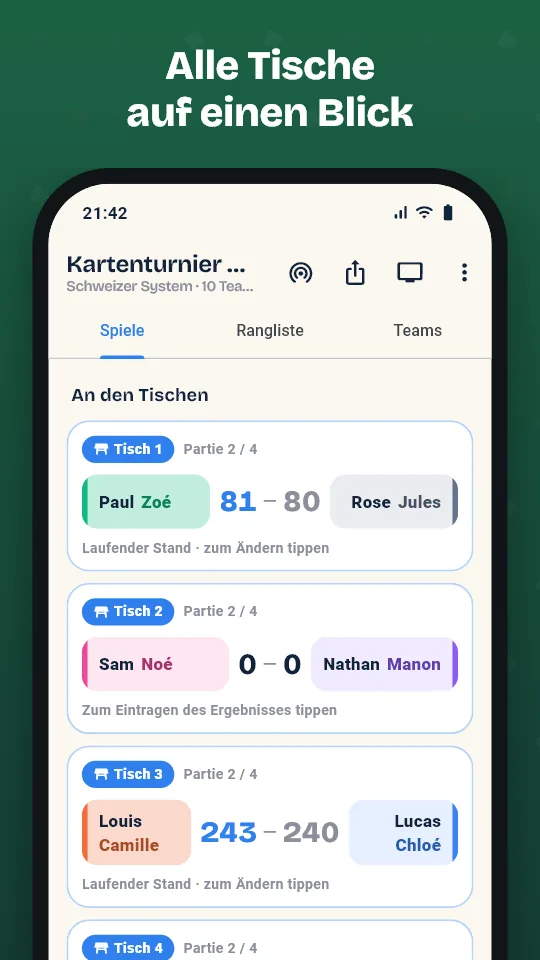 Alle Tische
auf einen Blick
21:42
Kartenturnier ...
Schweizer System · 10 Tea...
Spiele Rangliste Teams
An den Tischen
Tisch 1 Partie 2 / 4
Paul Zoé 81 – 80 Rose Jules
Laufender Stand · zum Ändern tippen
Tisch 2 Partie 2 / 4
Sam Noé 0 – 0 Nathan Manon
Zum Eintragen des Ergebnisses tippen
Tisch 3 Partie 2 / 4
Louis Camille 243 – 240 Lucas Chloé
Laufender Stand · zum Ändern tippen
Tisch 4 Partie 2 / 4